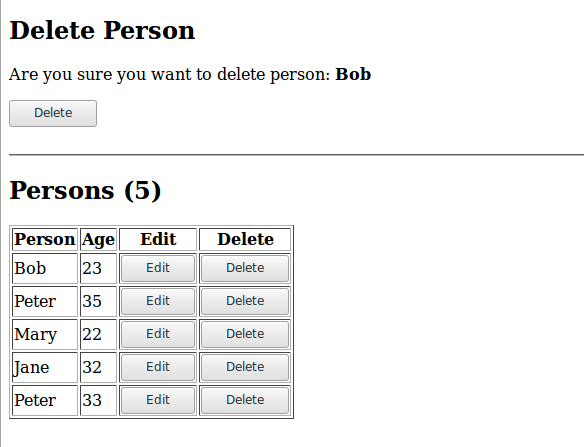 Delete Person
Are you sure you want to delete person: Bob
Delete
Persons (5)
Person Age Edit Delete
Bob 23 Edit Delete
Peter 35 Edit Delete
Mary 22 Edit Delete
Jane 32 Edit Delete
Peter 33 Edit Delete